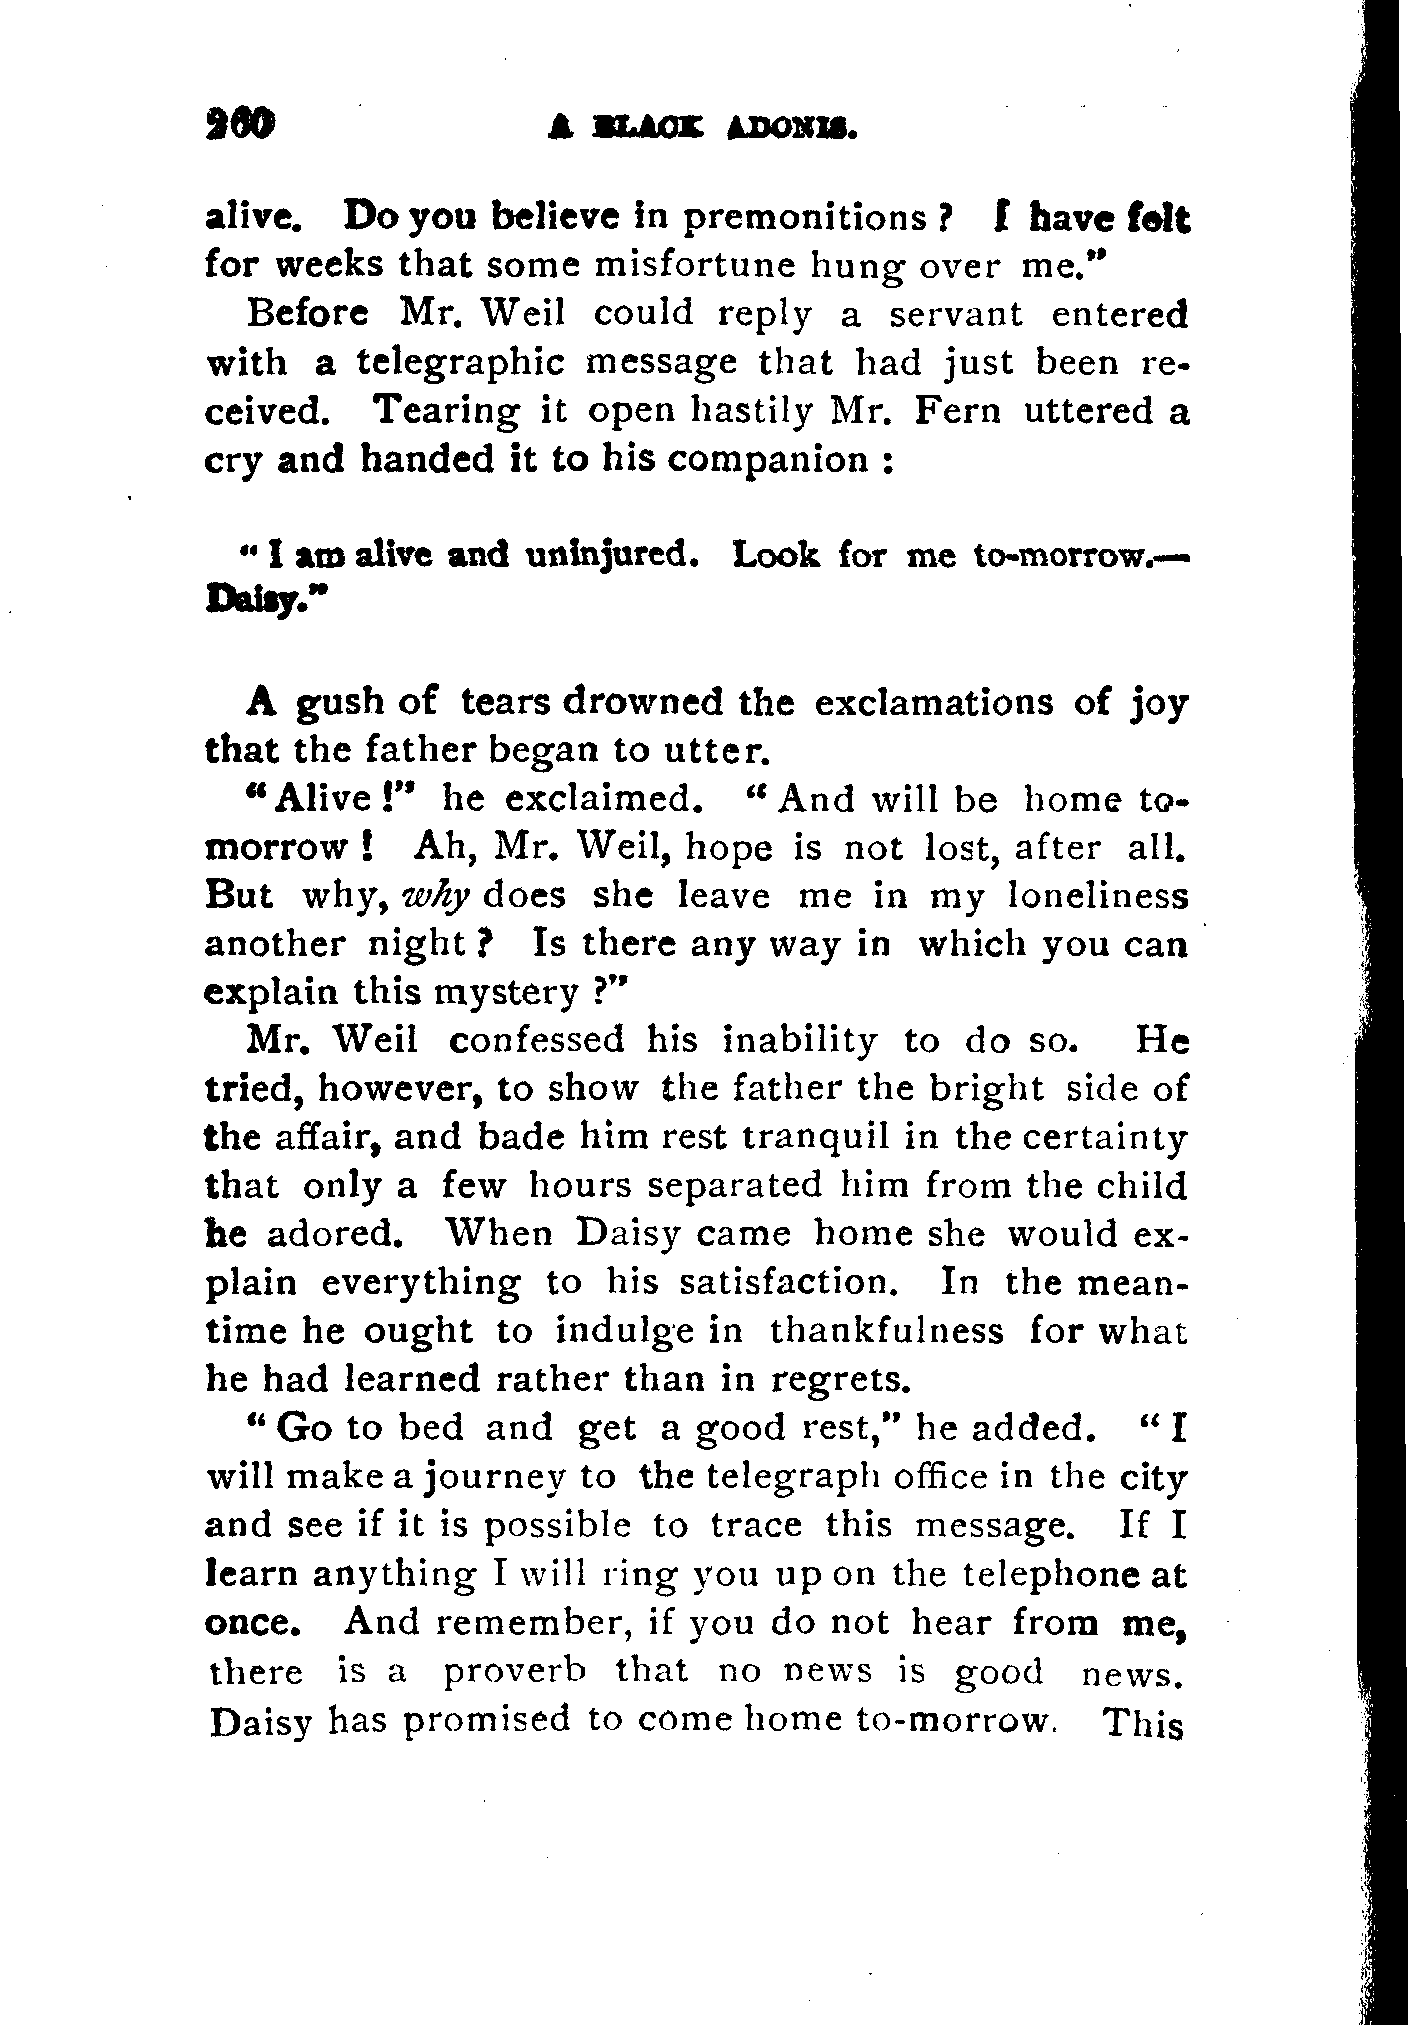 260 A BLACK ADONIS.
alive. Do you believe in premonitions ? I have felt
for weeks that some misfortune hung over me."
Before Mr. Weil could reply a servant entered
with a telegraphic message that had just been re-
ceived. Tearing it open hastily Mr. Fern uttered a
cry and handed it to his companion :
" I am alive and uninjured. Look for me to-morrow.—
Daisy."
A gush of tears drowned the exclamations of joy
that the father began to utter.
" Alive !" he exclaimed. " And will be home to-
morrow ! Ah, Mr. Weil, hope is not lost, after all.
But why, why does she leave me in my loneliness
another night ? Is there any way in which you can
explain this mystery ?"
Mr. Weil confessed his inability to do so. He
tried, however, to show the father the bright side of
the affair, and bade him rest tranquil in the certainty
that only a few hours separated him from the child
he adored. When Daisy came home she would ex-
plain everything to his satisfaction. In the mean-
time he ought to indulge in thankfulness for what
he had learned rather than in regrets.
" Go to bed and get a good rest," he added. " I
will make a journey to the telegraph office in the city
and see if it is possible to trace this message. If I
learn anything I will ring you up on the telephone at
once. And remember, if you do not hear from me,
there is a proverb that no news is good news.
Daisy has promised to come home to-morrow. This